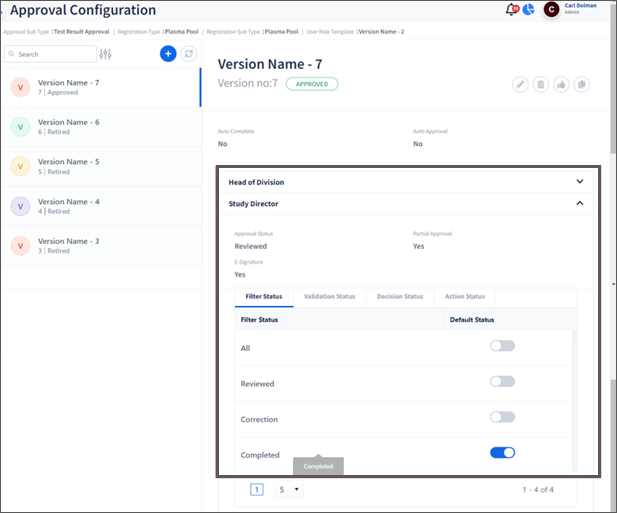 Approval Configuration
Carl Dolman
Admin
Approval Sub Type : Test Result Approval | Registration Type : Plasma Pool | Registration Sub Type : Plasma Pool | User Role Template : Version Name - 2
Search
V
Version Name - 7
7 | Approved
V
Version Name - 6
6 | Retired
V
Version Name - 5
5 | Retired
V
Version Name - 4
4 | Retired
V
Version Name - 3
3 | Retired
Version Name - 7
Version no:7 APPROVED
Auto Complete Auto Approval
No No
Head of Division
Study Director
Approval Status Partial Approval
Reviewed Yes
E-Signature
Yes
Filter Status Validation Status Decision Status Action Status
Filter Status Default Status
All
Reviewed
Correction
Completed
Completed
1 5 1 - 4 of 4
C